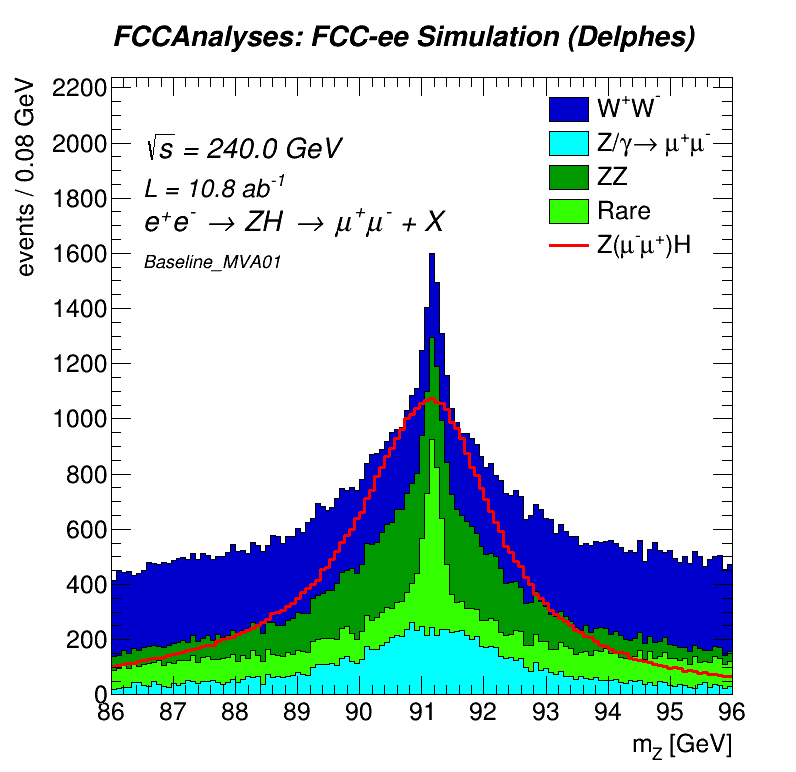 FCCAnalyses: FCC-ee Simulation (Delphes)
events / 0.08 GeV
2200
2000
1800
1600
1400
1200
1000
800
600
400
200
0
√s = 240.0 GeV
L = 10.8 ab⁻¹
e⁺e⁻ → ZH → μ⁺μ⁻ + X
Baseline_MVA01
W⁺W⁻
Z/γ→ μ⁺μ⁻
ZZ
Rare
Z(μ⁻μ⁺)H
86 87 88 89 90 91 92 93 94 95 96
m_Z [GeV]